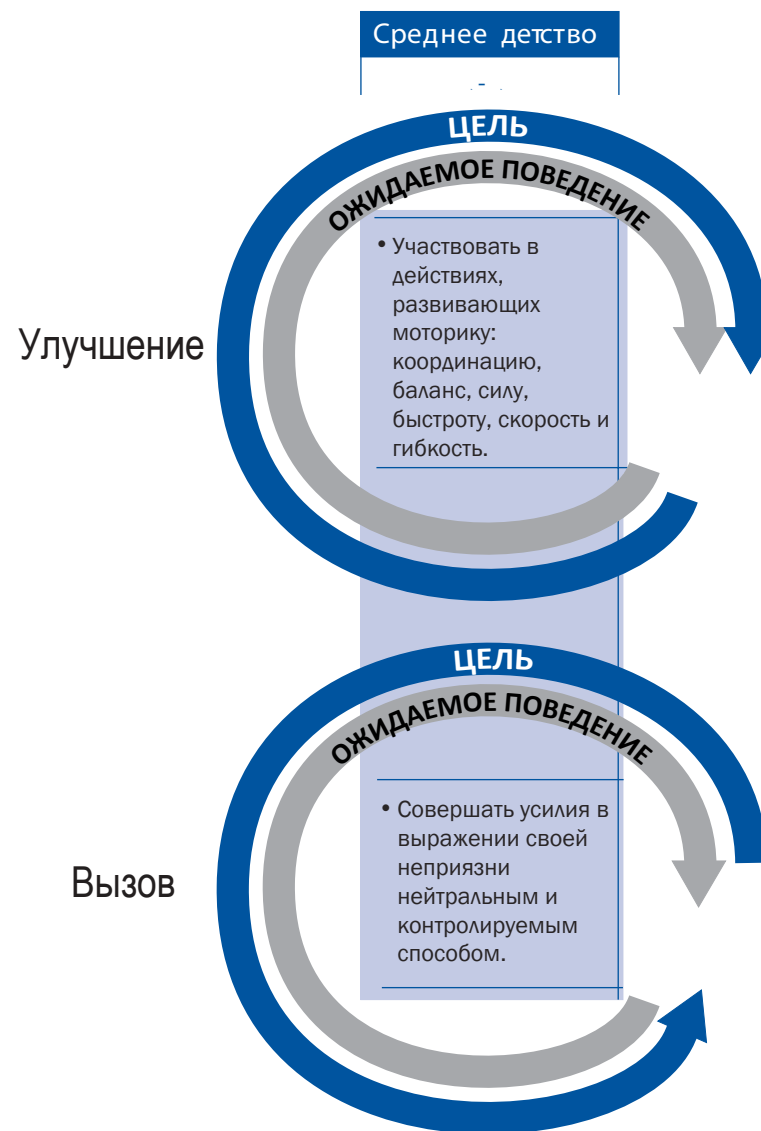 Среднее детство
ЦЕЛЬ
ОЖИДАЕМОЕ ПОВЕДЕНИЕ
• Участвовать в
действиях,
развивающих
моторику:
координацию,
баланс, силу,
быстроту, скорость и
гибкость.
Улучшение
ЦЕЛЬ
ОЖИДАЕМОЕ ПОВЕДЕНИЕ
• Совершать усилия в
выражении своей
неприязни
нейтральным и
контролируемым
способом.
Вызов